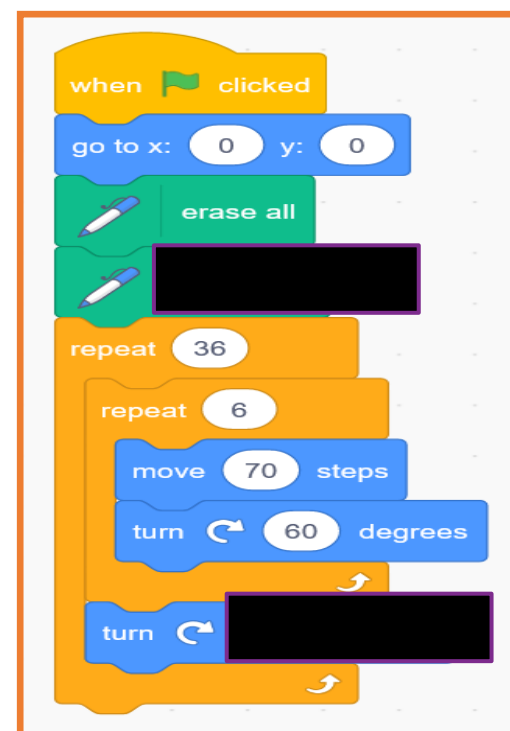 when clicked
go to x: 0 y: 0
erase all
repeat 36
repeat 6
move 70 steps
turn 60 degrees
turn